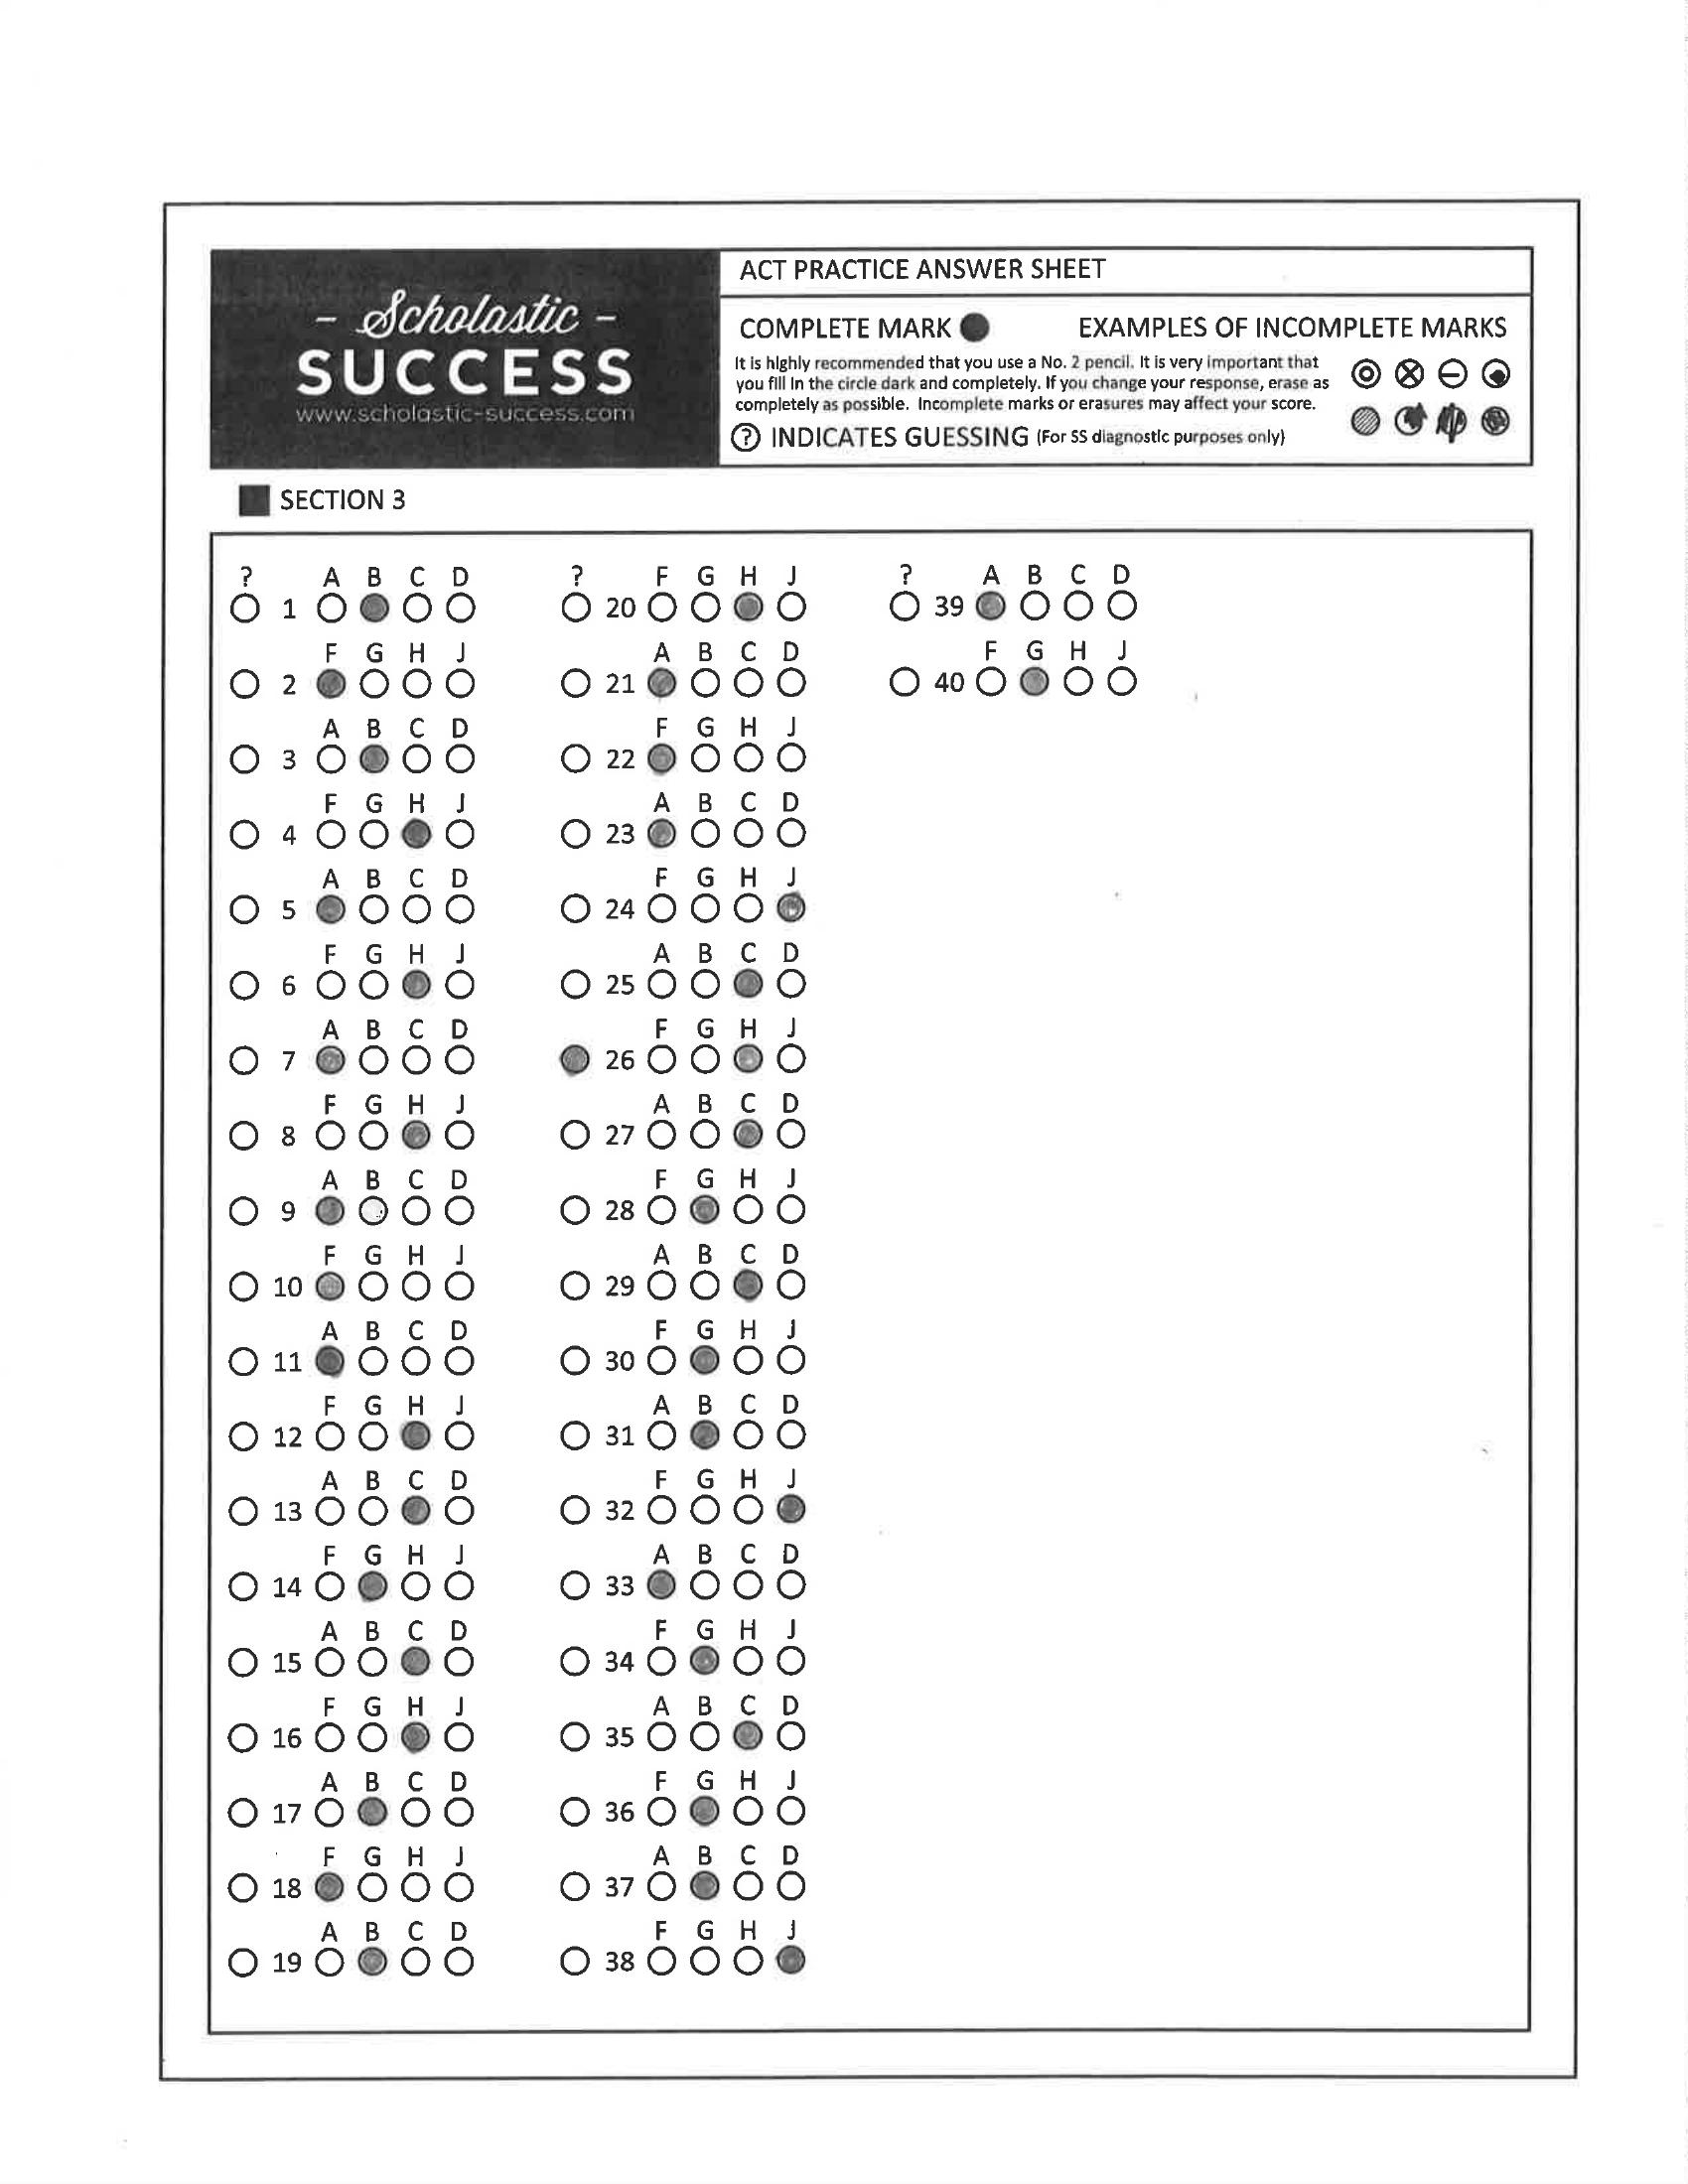 - Scholastic -
SUCCESS
www.scholastic-success.com
ACT PRACTICE ANSWER SHEET
COMPLETE MARK
EXAMPLES OF INCOMPLETE MARKS
It is highly recommended that you use a No. 2 pencil. It is very important that
you fill in the circle dark and completely. If you change your response, erase as
completely as possible. Incomplete marks or erasures may affect your score.
? INDICATES GUESSING (For SS diagnostic purposes only)
SECTION 3
? A B C D
1
F G H J
2
A B C D
3
F G H J
4
A B C D
5
F G H J
6
A B C D
7
F G H J
8
A B C D
9
F G H J
10
A B C D
11
F G H J
12
A B C D
13
F G H J
14
A B C D
15
F G H J
16
A B C D
17
F G H J
18
A B C D
19
? F G H J
20
A B C D
21
F G H J
22
A B C D
23
F G H J
24
A B C D
25
F G H J
26
A B C D
27
F G H J
28
A B C D
29
F G H J
30
A B C D
31
F G H J
32
A B C D
33
F G H J
34
A B C D
35
F G H J
36
A B C D
37
F G H J
38
? A B C D
39
F G H J
40